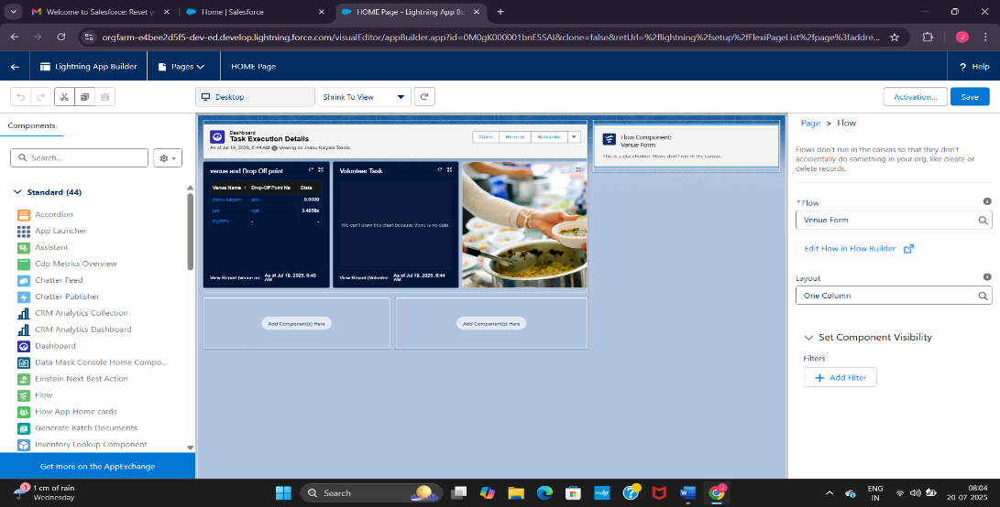 Welcome to Salesforce: Reset y
Home | Salesforce
HOME Page - Lightning App Bu
orgfarm-e4bee2d5f5-dev-ed.develop.lightning.force.com/visualEditor/appBuilder.app?id=0M0gK000001bnE5SAI&clone=false&retUrl=%2flightning%2fsetup%2fFlexiPageList%2fpage%3faddre...
J
Lightning App Builder
Pages
HOME Page
? Help
Desktop
Shrink To View
Activation...
Save
Components
Search...
Standard (44)
Accordion
App Launcher
Assistant
Cdp Metrics Overview
Chatter Feed
Chatter Publisher
CRM Analytics Collection
CRM Analytics Dashboard
Dashboard
Data Mask Console Home Compo...
Einstein Next Best Action
Flow
Flow App Home cards
Generate Batch Documents
Inventory Lookup Component
Get more on the AppExchange
Dashboard
Task Execution Details
As of Jul 19, 2025, 6:44 AM Viewing as Jhanu Kalyani Takala
Open
Refresh
Subscribe
venue and Drop Off point
Venue Name ↑ Drop-Off Point Na Dista
jhanu kalyani abc 0.0000
jun xyz 3.4858x
PUPPY - -
View Report (venue an
As of Jul 19, 2025, 6:43 AM
Volunteer Task
We can't draw this chart because there is no data.
View Report (Voluntee
As of Jul 19, 2025, 6:44 AM
Add Component(s) Here
Add Component(s) Here
Flow Component:
Venue Form
This is a placeholder. Flows don't run in the canvas.
Page > Flow
Flows don't run in the canvas so that they don't
accidentally do something in your org, like create or
delete records.
* Flow
Venue Form
Edit Flow in Flow Builder
Layout
One Column
Set Component Visibility
Filters
Add Filter
1
1 cm of rain
Wednesday
Search
ENG
IN
08:04
20-07-2025